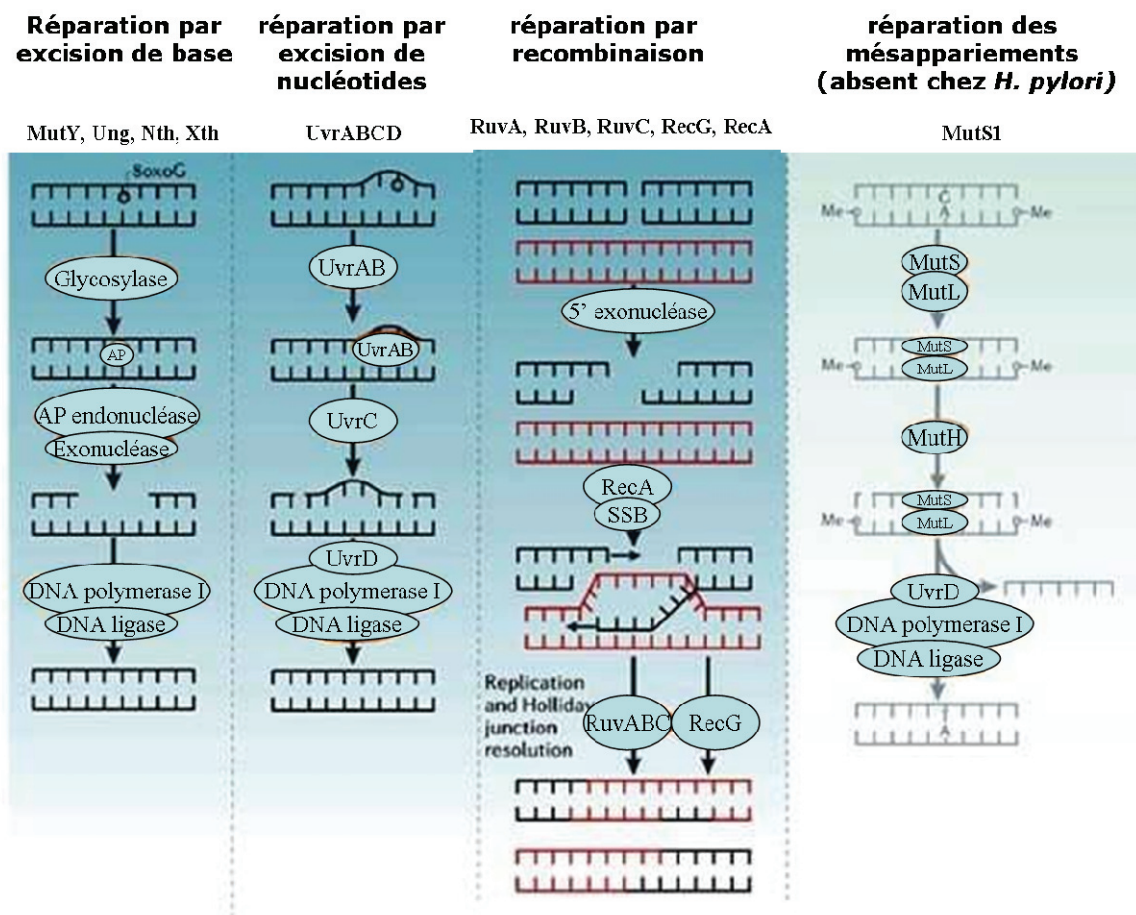 Réparation par
excision de base
MutY, Ung, Nth, Xth
8oxoG
Glycosylase
AP
AP endonucléase
Exonucléase
DNA polymerase I
DNA ligase
réparation par
excision de
nucléotides
UvrABCD
UvrAB
UvrAB
UvrC
UvrD
DNA polymerase I
DNA ligase
réparation par
recombinaison
RuvA, RuvB, RuvC, RecG, RecA
5' exonucléase
RecA
SSB
Replication
and Holliday
junction
resolution
RuvABC
RecG
réparation des
mésappariements
(absent chez H. pylori)
MutS1
C
Me
A
Me
MutS
MutL
MutS
Me
MutL
Me
MutH
MutS
Me
MutL
Me
UvrD
DNA polymerase I
DNA ligase
T
A